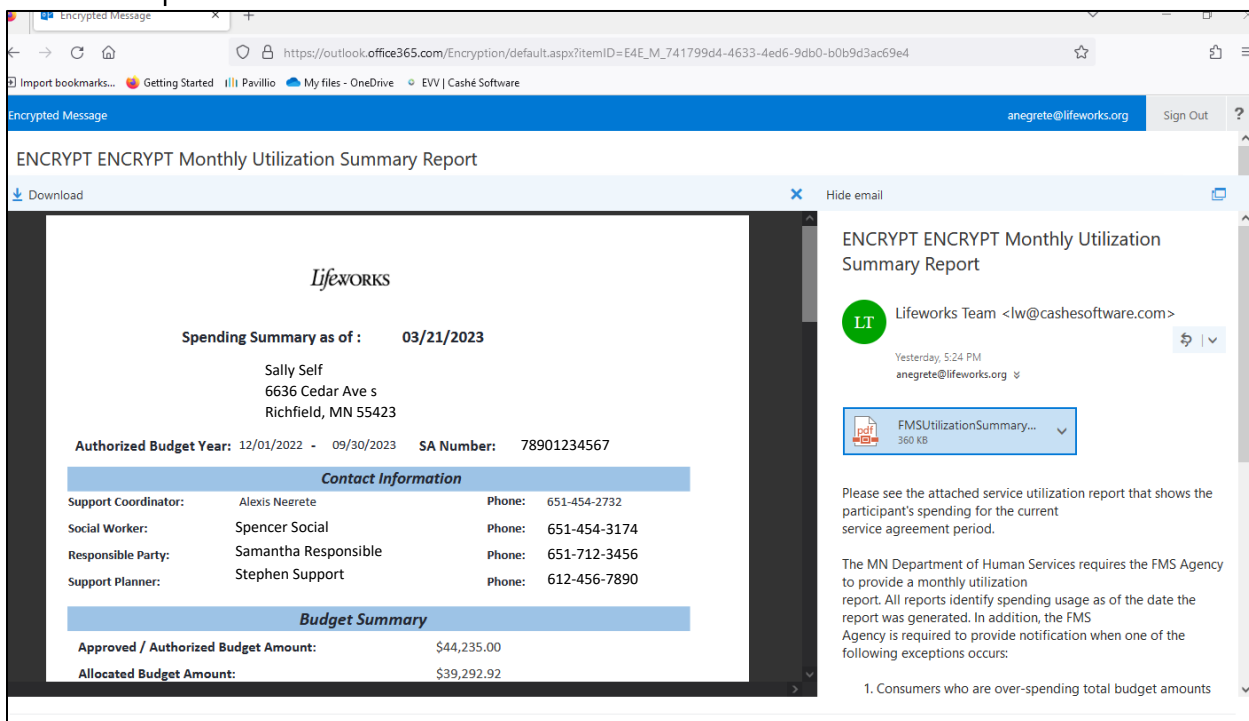 Encrypted Message
https://outlook.office365.com/Encryption/default.aspx?itemID=E4E_M_741799d4-4633-4ed6-9db0-b0b9d3ac69e4
Import bookmarks... Getting Started Pavillio My files - OneDrive EVV | Cashé Software
Encrypted Message anegrete@lifeworks.org Sign Out ?
ENCRYPT ENCRYPT Monthly Utilization Summary Report
Download Hide email
Lifeworks
Spending Summary as of : 03/21/2023
Sally Self
6636 Cedar Ave s
Richfield, MN 55423
Authorized Budget Year: 12/01/2022 - 09/30/2023 SA Number: 78901234567
Contact Information
Support Coordinator: Alexis Negrete Phone: 651-454-2732
Social Worker: Spencer Social Phone: 651-454-3174
Responsible Party: Samantha Responsible Phone: 651-712-3456
Support Planner: Stephen Support Phone: 612-456-7890
Budget Summary
Approved / Authorized Budget Amount: $44,235.00
Allocated Budget Amount: $39,292.92
ENCRYPT ENCRYPT Monthly Utilization
Summary Report
LT
Lifeworks Team <lw@cashesoftware.com>
Yesterday, 5:24 PM
anegrete@lifeworks.org
pdf
FMSUtilizationSummary...
360 KB
Please see the attached service utilization report that shows the
participant's spending for the current
service agreement period.
The MN Department of Human Services requires the FMS Agency
to provide a monthly utilization
report. All reports identify spending usage as of the date the
report was generated. In addition, the FMS
Agency is required to provide notification when one of the
following exceptions occurs:
1. Consumers who are over-spending total budget amounts